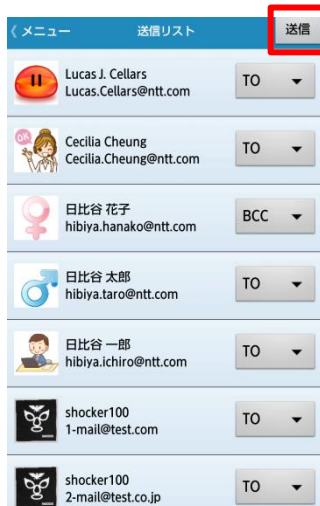 メニュー 送信リスト 送信
Lucas J. Cellars
Lucas.Cellars@ntt.com
TO
OK
Cecilia Cheung
Cecilia.Cheung@ntt.com
TO
日比谷 花子
hibiya.hanako@ntt.com
BCC
日比谷 太郎
hibiya.taro@ntt.com
TO
日比谷 一郎
hibiya.ichiro@ntt.com
TO
shocker100
1-mail@test.com
TO
shocker100
2-mail@test.co.jp
TO